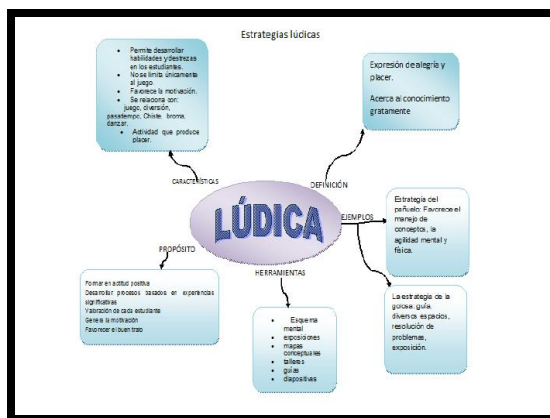 Estrategias lúdicas
• Permite desarrollar
habilidades y destrezas
en los estudiantes.
• No se limita únicamente
al juego
• Favorece la motivación.
• Se relaciona con:
juego, diversión,
pasatiempo, Chiste, broma,
danzar,
• Actividad que produce
placer.
Expresión de alegría y
placer.
Acerca al conocimiento
gratamente
CARACTERÍSTICAS
DEFINICIÓN
LÚDICA
EJEMPLOS
Estrategia del
pañuelo: Favorece el
manejo de
conceptos, la
agilidad mental y
física.
PROPÓSITO
HERRAMIENTAS
Formar en actitud positiva
Desarrollar procesos basados en experiencias
significativas
Valoración de cada estudiante
Genera la motivación
Favorecer el buen trato
• Esquema
mental
• exposiciones
• mapas
conceptuales
• talleres
• guías
• diapositivas
La estrategia de la
golosa: guía,
diversos espacios,
resolución de
problemas,
exposición.